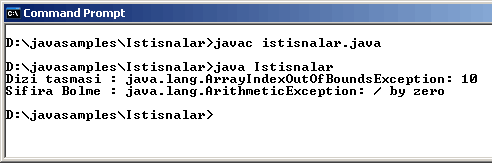 Command Prompt
D:\javasamples\Istisnalar>javac istisnalar.java
D:\javasamples\Istisnalar>java Istisnalar
Dizi tasmasi : java.lang.ArrayIndexOutOfBoundsException: 10
Sifira Bolme : java.lang.ArithmeticException: / by zero
D:\javasamples\Istisnalar>